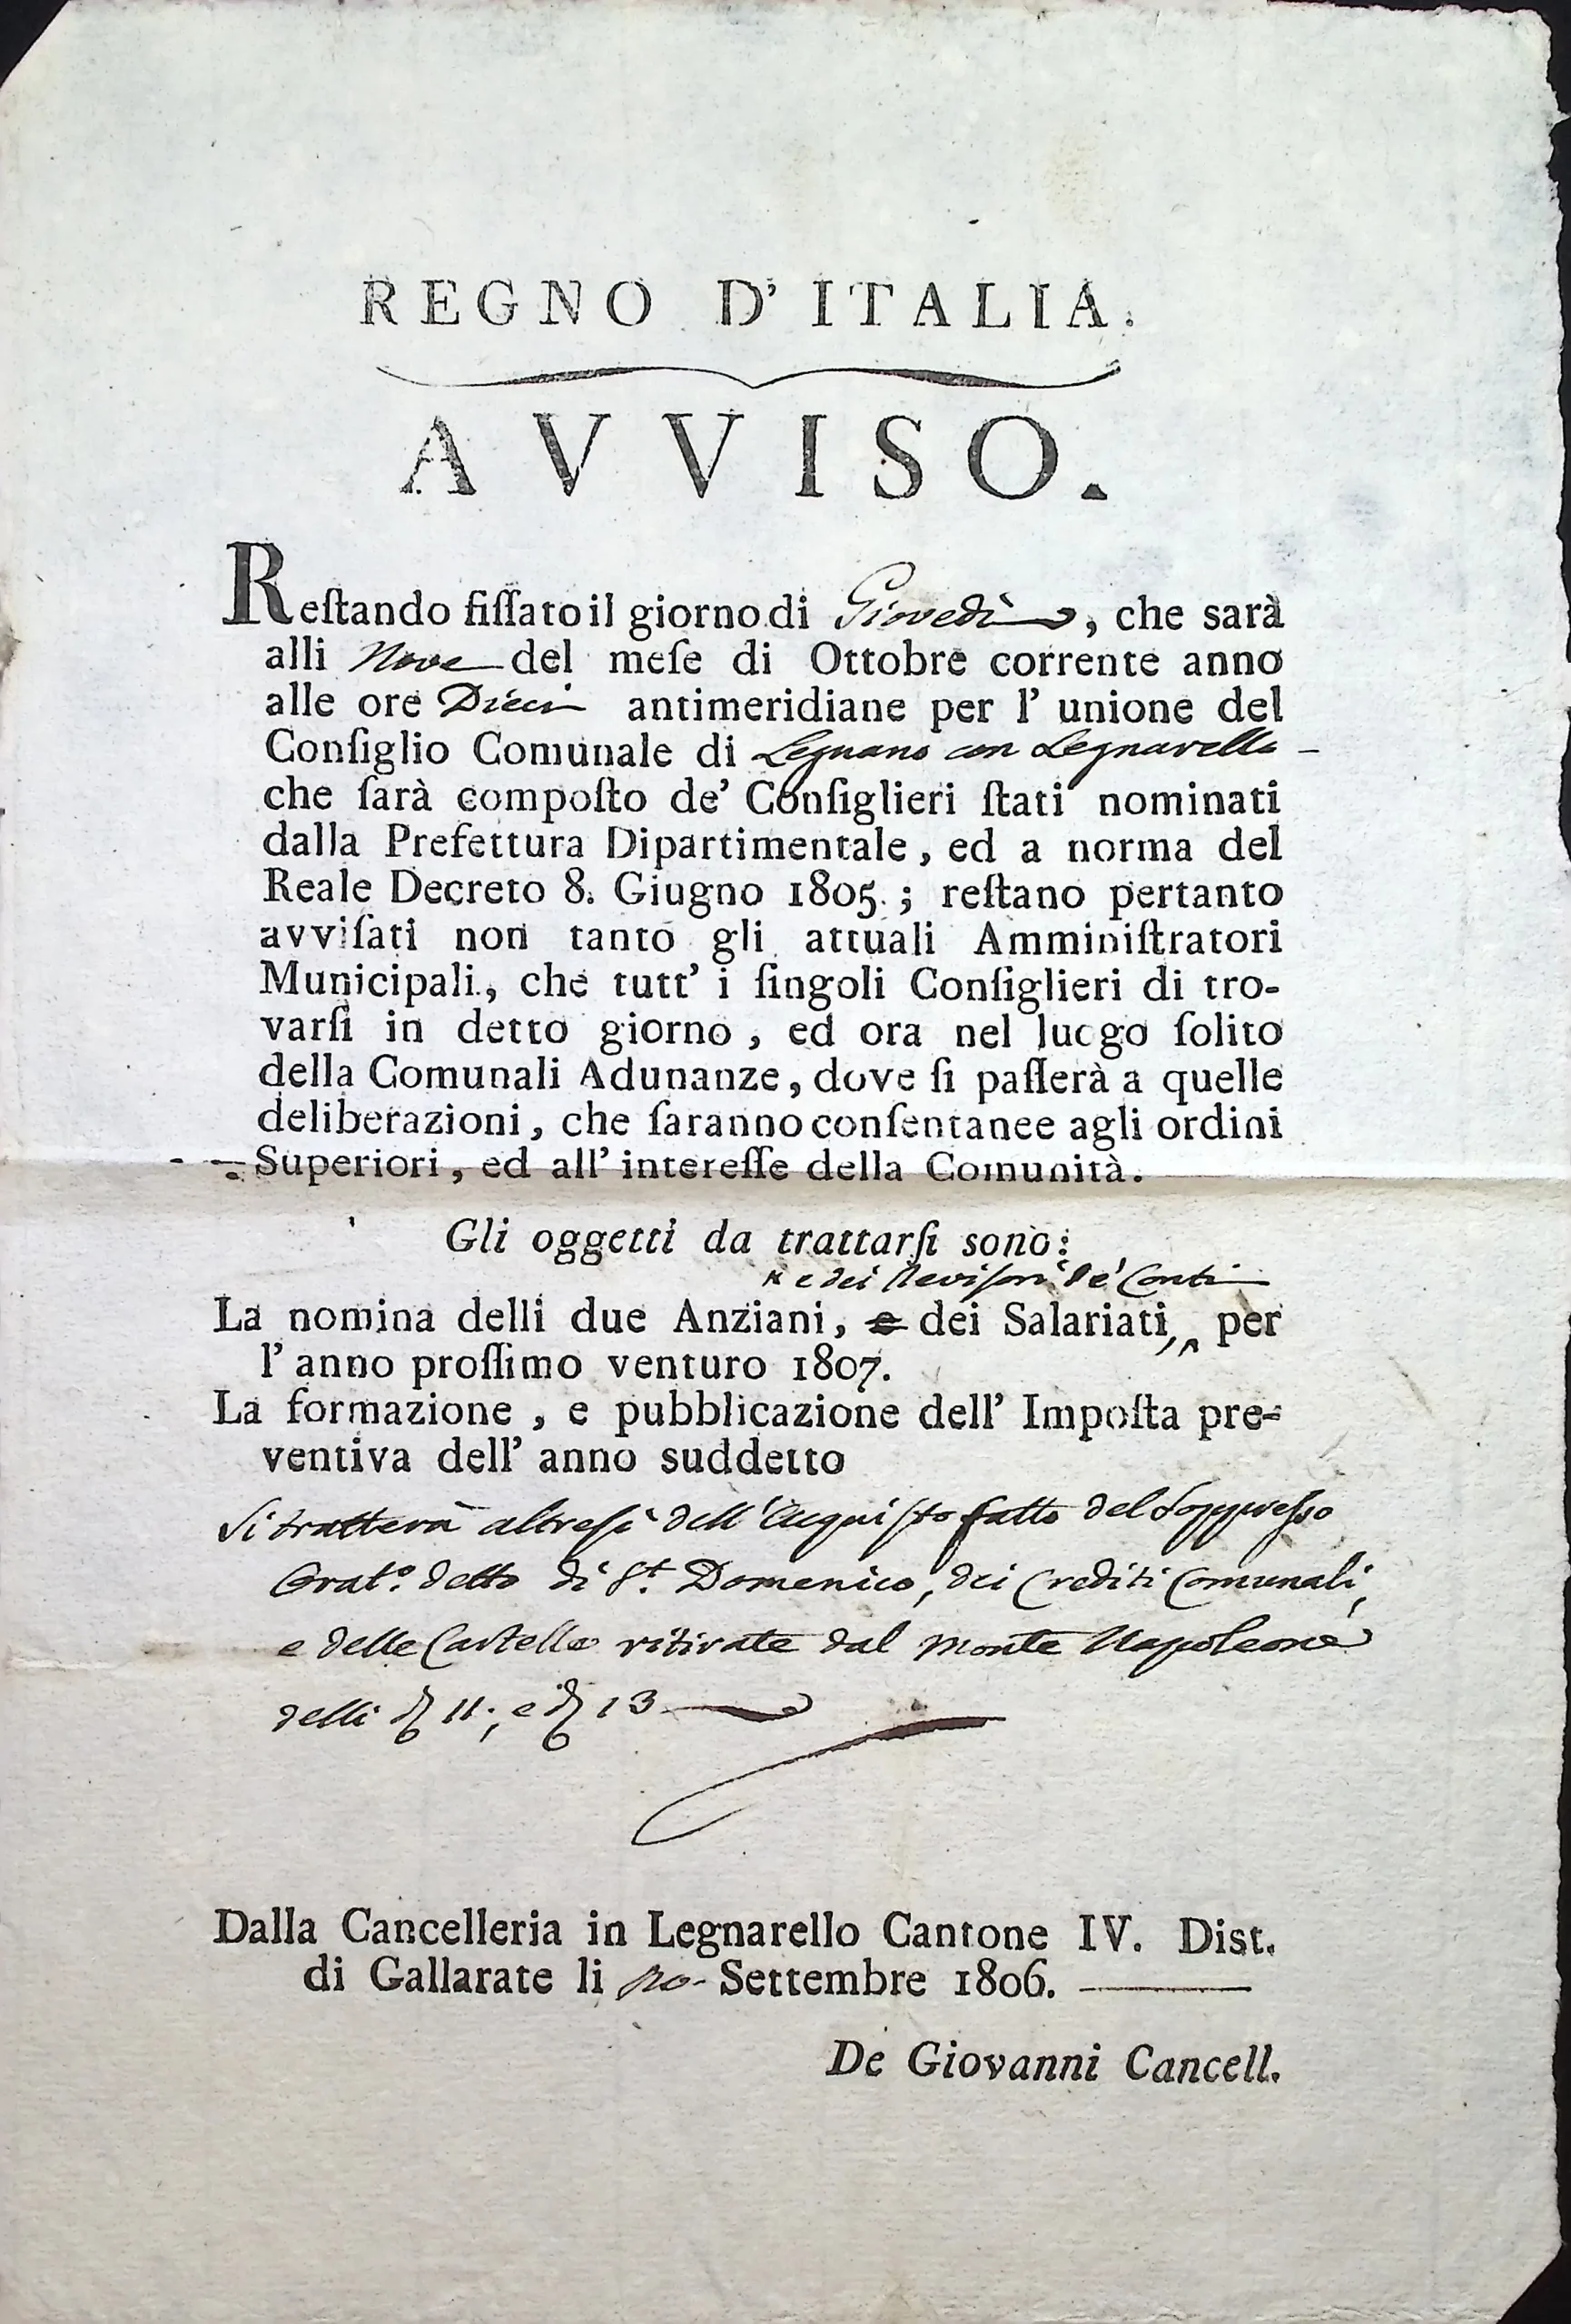 REGNO D' ITALIA.
AVVISO.
Reſtando fiſſato il giorno di Giovedì, che sarà
alli Nove del meſe di Ottobre corrente anno
alle ore Dieci antimeridiane per l' unione del
Conſiglio Comunale di Legnano con Legnarello
che ſarà compoſto de' Conſiglieri ſtati nominati
dalla Prefettura Dipartimentale, ed a norma del
Reale Decreto 8. Giugno 1805.; reſtano pertanto
avviſati non tanto gli attuali Amminiſtratori
Municipali, che tutt' i ſingoli Conſiglieri di tro-
varſi in detto giorno, ed ora nel luogo ſolito
della Comunali Adunanze, dove ſi paſſerà a quelle
deliberazioni, che ſaranno conſentanee agli ordini
Superiori, ed all' intereſſe della Comunità.
Gli oggetti da trattarſi sono:
e dei Reviſori de' Conti
La nomina delli due Anziani, e dei Salariati, per
l' anno proſſimo venturo 1807.
La formazione, e pubblicazione dell' Impoſta pre-
ventiva dell' anno suddetto
Si tratterà altreſì dell' Acquiſto fatto del Soppreſso
Orat.º detto di S.t Domenico, dei Crediti Comunali,
e delle Cartelle ritirate dal Monte Napoleone
delli 11; e 13
Dalla Cancelleria in Legnarello Cantone IV. Dist.
di Gallarate li Settembre 1806.
De Giovanni Cancell.